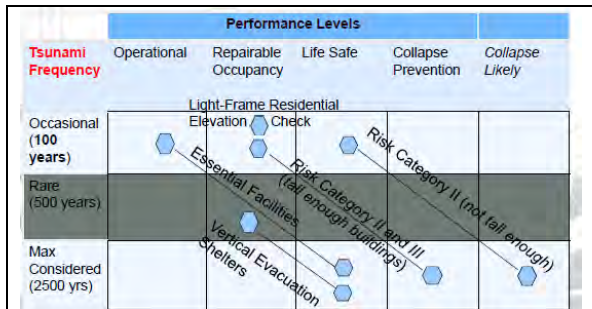 Performance Levels
Tsunami Frequency
Operational
Repairable Occupancy
Life Safe
Collapse Prevention
Collapse Likely
Occasional (100 years)
Light-Frame Residential
Elevation Check
Essential Facilities
Risk Category II and III
(tall enough buildings)
Risk Category II (not tall enough)
Rare (500 years)
Vertical Evacuation
Shelters
Max Considered (2500 yrs)